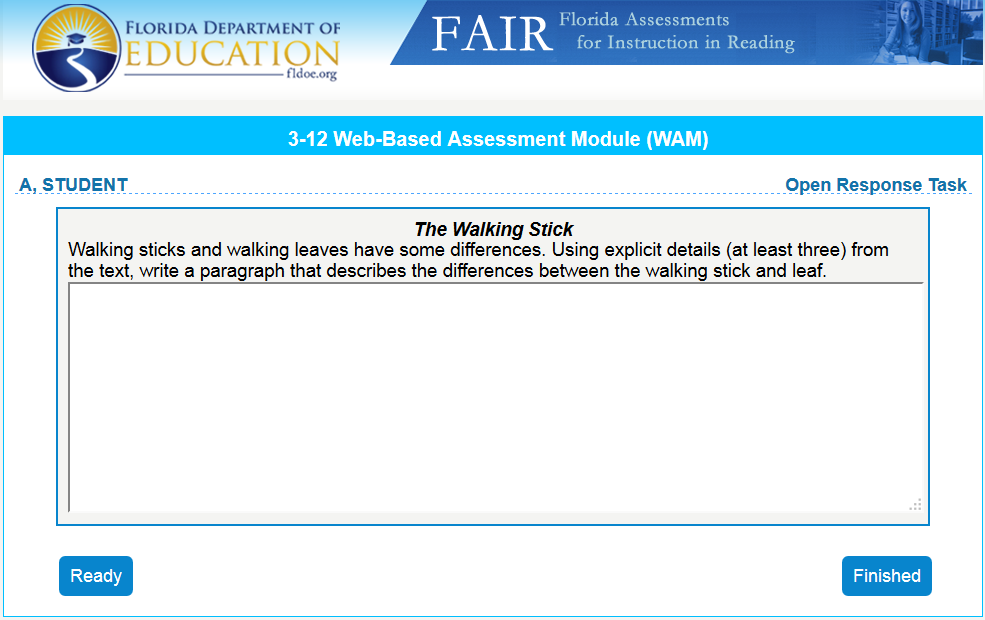 FLORIDA DEPARTMENT OF
EDUCATION
fldoe.org
FAIR
Florida Assessments
for Instruction in Reading
3-12 Web-Based Assessment Module (WAM)
A, STUDENT
Open Response Task
The Walking Stick
Walking sticks and walking leaves have some differences. Using explicit details (at least three) from
the text, write a paragraph that describes the differences between the walking stick and leaf.
Ready
Finished